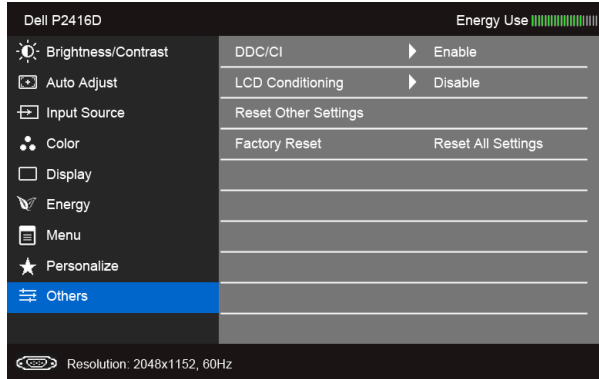 Dell P2416D Energy Use
Brightness/Contrast DDC/CI Enable
Auto Adjust LCD Conditioning Disable
Input Source Reset Other Settings
Color Factory Reset Reset All Settings
Display
Energy
Menu
Personalize
Others
Resolution: 2048x1152, 60Hz